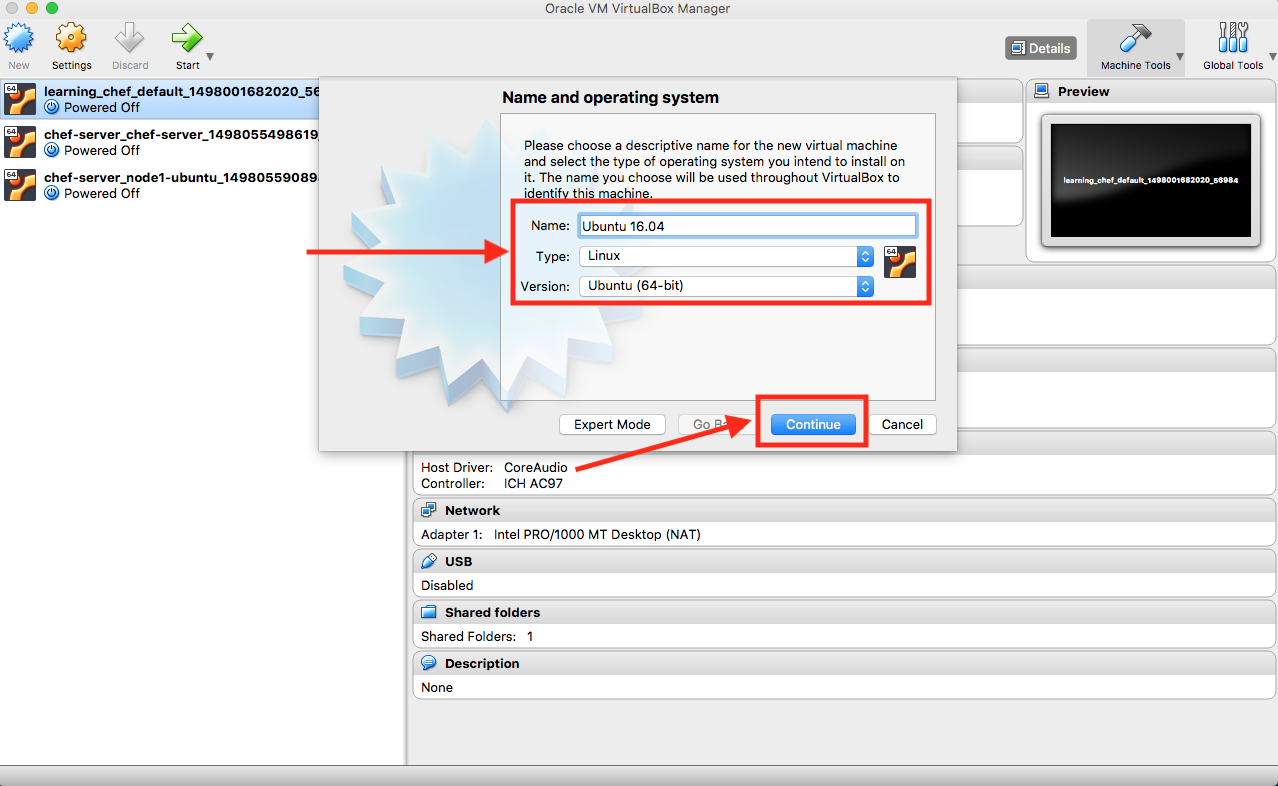 Oracle VM VirtualBox Manager
New
Settings
Discard
Start
Details
Machine Tools
Global Tools
64
learning_chef_default_1498001682020_56
Powered Off
64
chef-server_chef-server_1498055498619_
Powered Off
64
chef-server_node1-ubuntu_149805590898
Powered Off
Name and operating system
Please choose a descriptive name for the new virtual machine
and select the type of operating system you intend to install on
it. The name you choose will be used throughout VirtualBox to
identify this machine.
Name: Ubuntu 16.04
Type: Linux
64
Version: Ubuntu (64-bit)
Expert Mode
Go Ba
Continue
Cancel
Preview
learning_chef_default_1498001682020_56984
Host Driver: CoreAudio
Controller: ICH AC97
Network
Adapter 1: Intel PRO/1000 MT Desktop (NAT)
USB
Disabled
Shared folders
Shared Folders: 1
Description
None